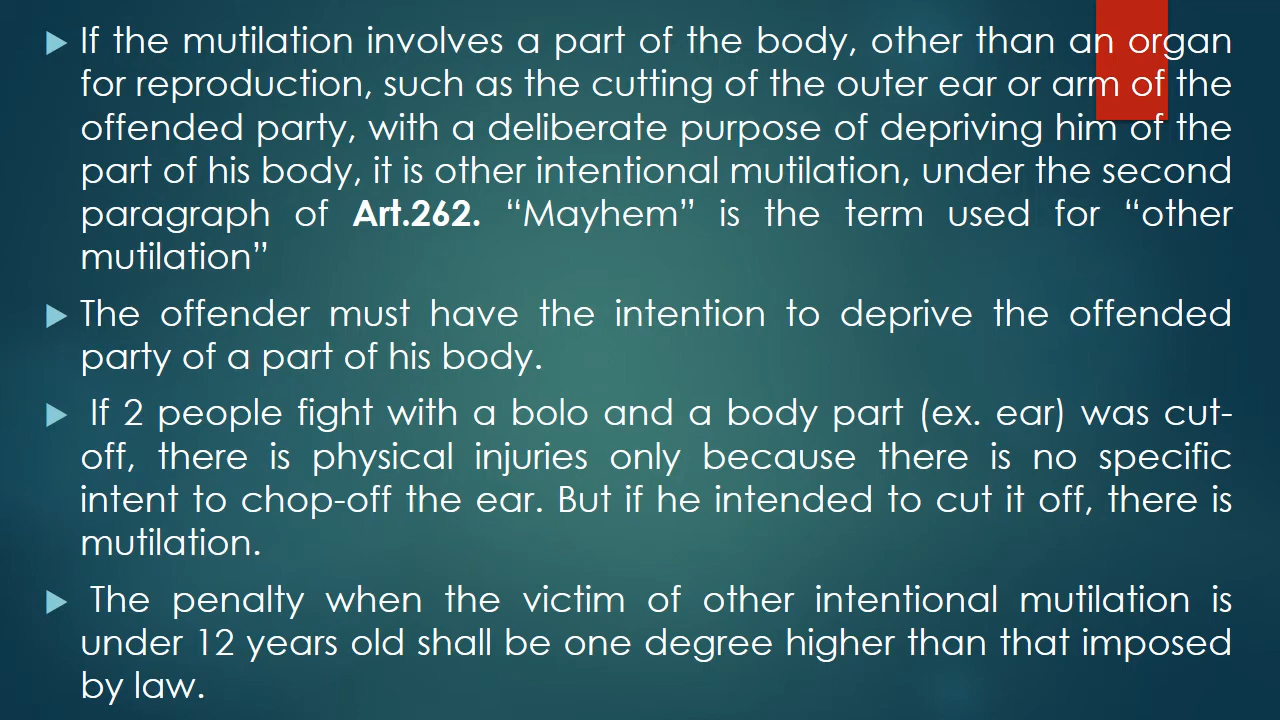 If the mutilation involves a part of the body, other than an organ
for reproduction, such as the cutting of the outer ear or arm of the
offended party, with a deliberate purpose of depriving him of the
part of his body, it is other intentional mutilation, under the second
paragraph of Art.262. “Mayhem” is the term used for “other
mutilation”
The offender must have the intention to deprive the offended
party of a part of his body.
If 2 people fight with a bolo and a body part (ex. ear) was cut-
off, there is physical injuries only because there is no specific
intent to chop-off the ear. But if he intended to cut it off, there is
mutilation.
The penalty when the victim of other intentional mutilation is
under 12 years old shall be one degree higher than that imposed
by law.